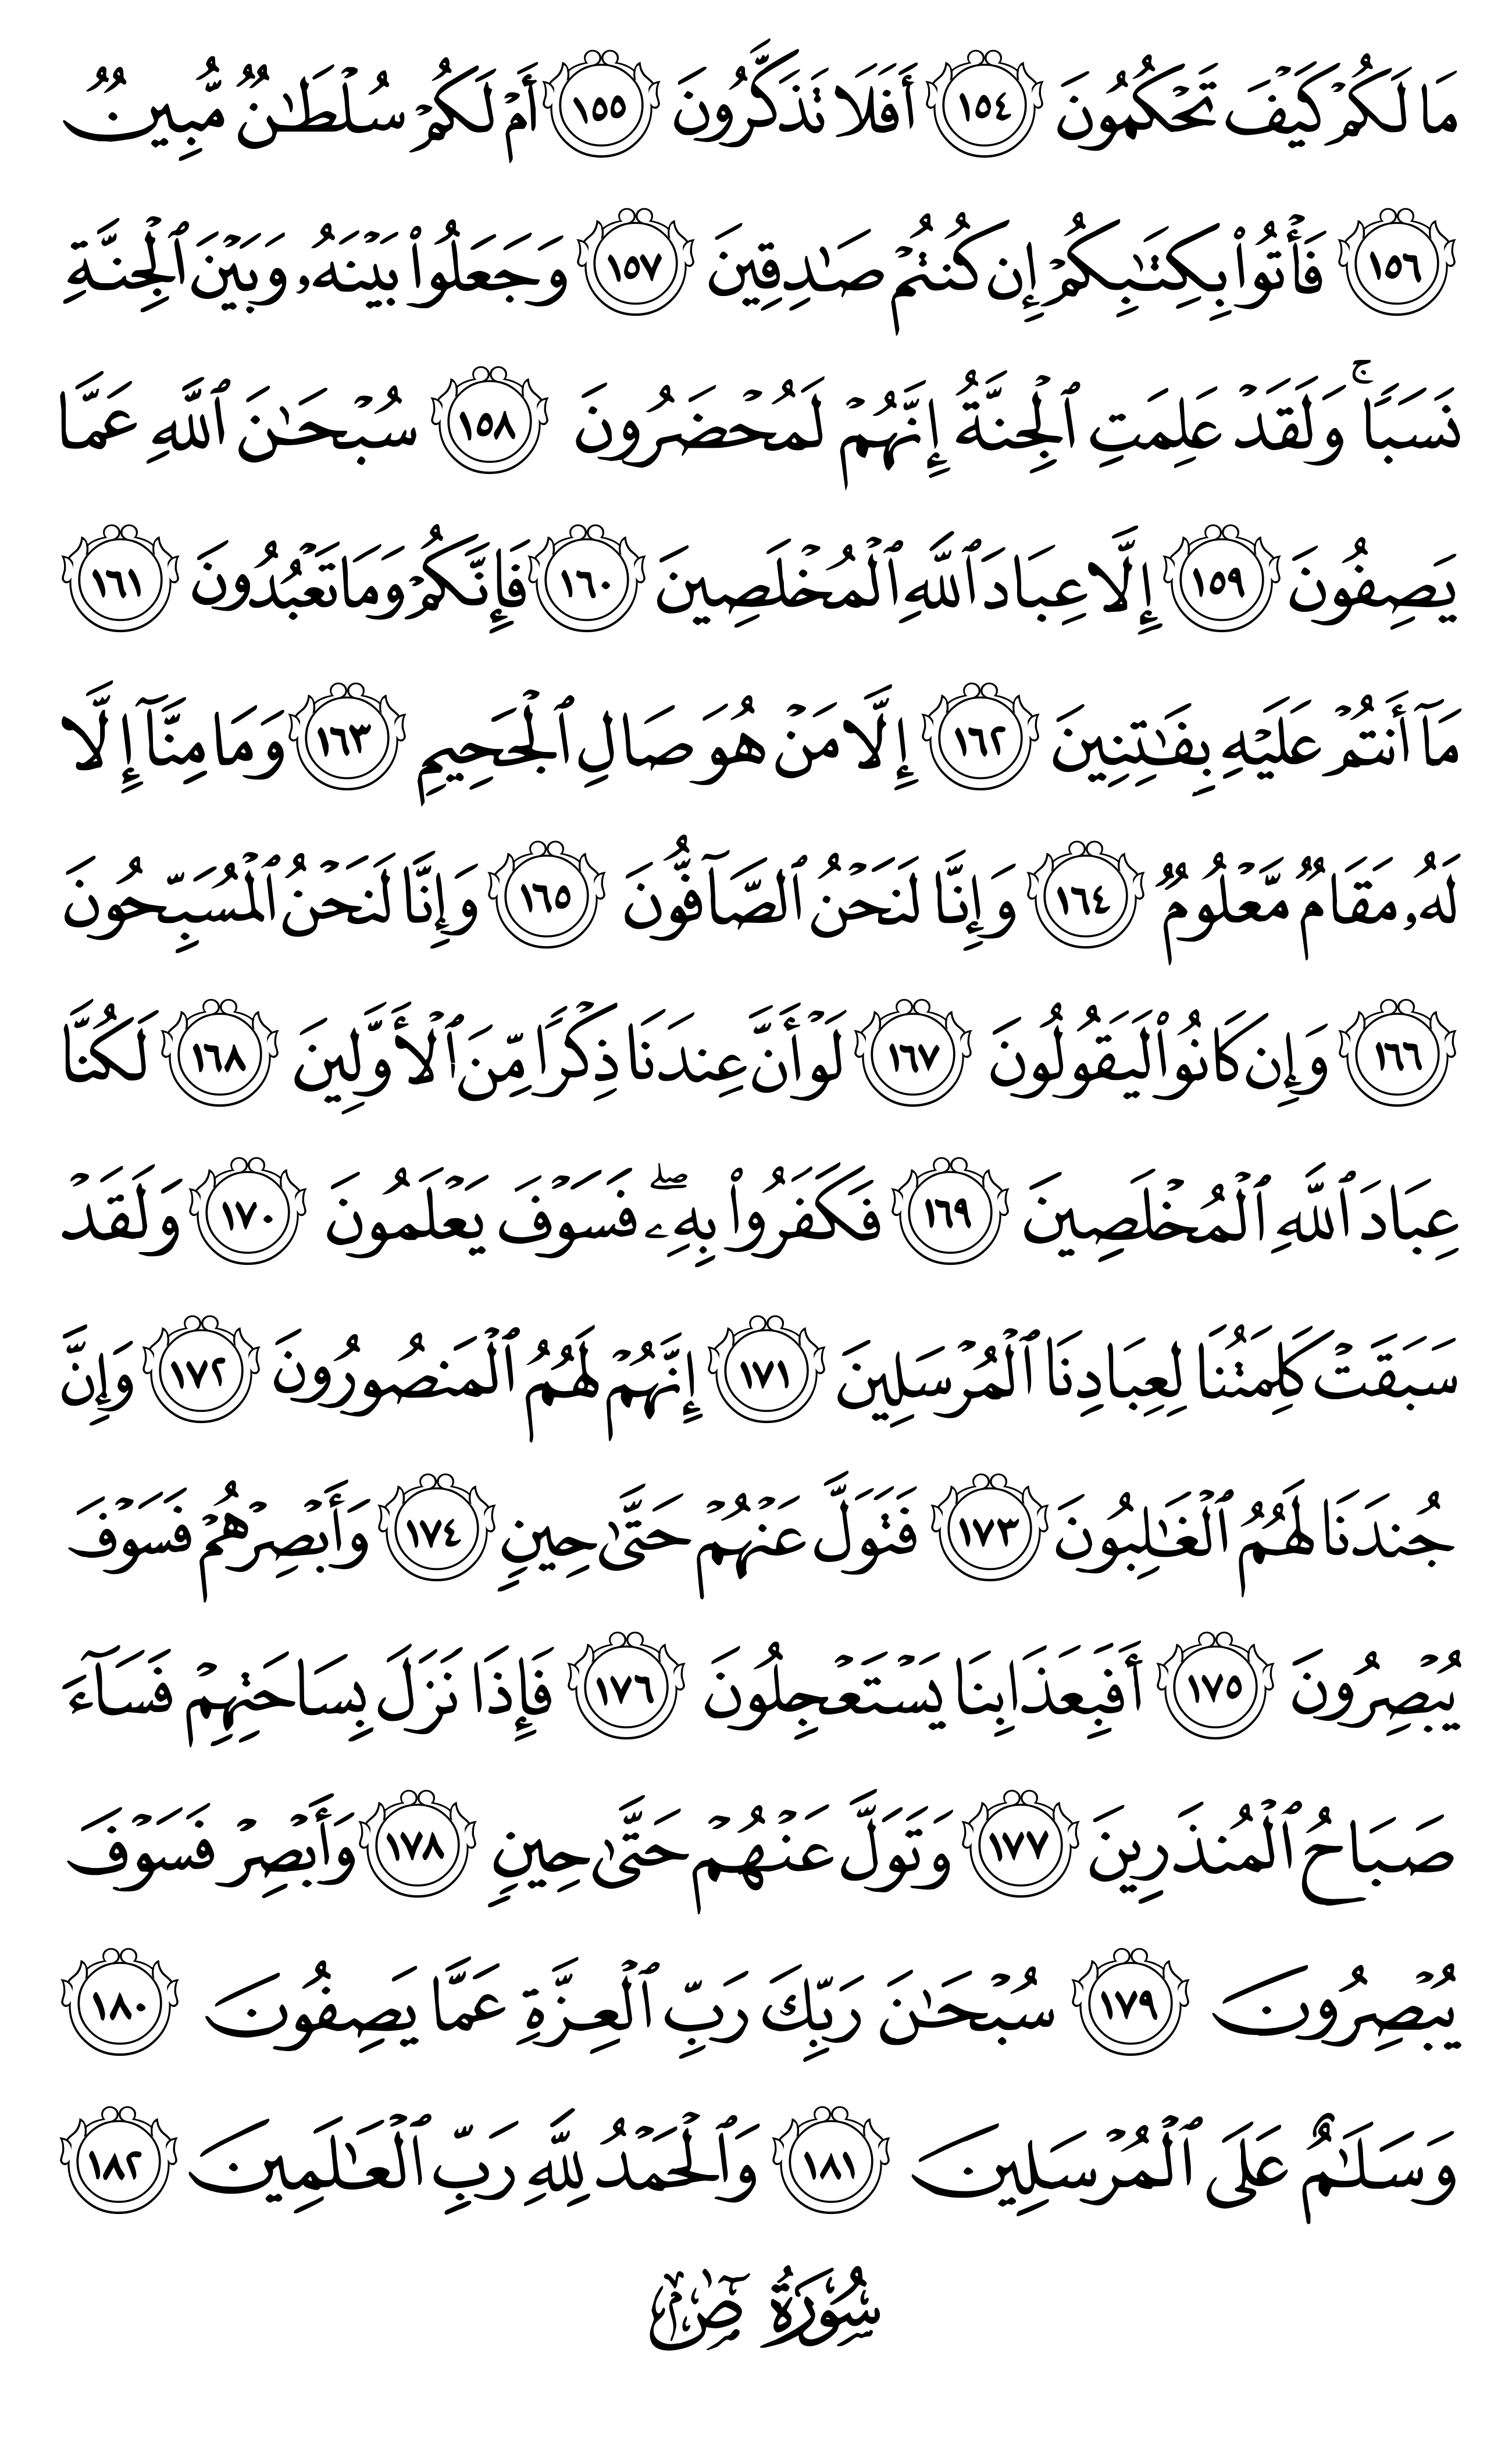 مَا لَكُمۡ كَيۡفَ تَحۡكُمُونَ ١٥٤ أَفَلَا تَذَكَّرُونَ ١٥٥ أَمۡ لَكُمۡ سُلۡطَٰنٞ مُّبِينٞ
١٥٦ فَأۡتُواْ بِكِتَٰبِكُمۡ إِن كُنتُمۡ صَٰدِقِينَ ١٥٧ وَجَعَلُواْ بَيۡنَهُۥ وَبَيۡنَ ٱلۡجِنَّةِ
نَسَبٗاۚ وَلَقَدۡ عَلِمَتِ ٱلۡجِنَّةُ إِنَّهُمۡ لَمُحۡضَرُونَ ١٥٨ سُبۡحَٰنَ ٱللَّهِ عَمَّا
يَصِفُونَ ١٥٩ إِلَّا عِبَادَ ٱللَّهِ ٱلۡمُخۡلَصِينَ ١٦٠ فَإِنَّكُمۡ وَمَا تَعۡبُدُونَ ١٦١
مَآ أَنتُمۡ عَلَيۡهِ بِفَٰتِنِينَ ١٦٢ إِلَّا مَنۡ هُوَ صَالِ ٱلۡجَحِيمِ ١٦٣ وَمَا مِنَّآ إِلَّا
لَهُۥ مَقَامٞ مَّعۡلُومٞ ١٦٤ وَإِنَّا لَنَحۡنُ ٱلصَّآفُّونَ ١٦٥ وَإِنَّا لَنَحۡنُ ٱلۡمُسَبِّحُونَ
١٦٦ وَإِن كَانُواْ لَيَقُولُونَ ١٦٧ لَوۡ أَنَّ عِندَنَا ذِكۡرٗا مِّنَ ٱلۡأَوَّلِينَ ١٦٨ لَكُنَّا
عِبَادَ ٱللَّهِ ٱلۡمُخۡلَصِينَ ١٦٩ فَكَفَرُواْ بِهِۦۖ فَسَوۡفَ يَعۡلَمُونَ ١٧٠ وَلَقَدۡ
سَبَقَتۡ كَلِمَتُنَا لِعِبَادِنَا ٱلۡمُرۡسَلِينَ ١٧١ إِنَّهُمۡ لَهُمُ ٱلۡمَنصُورُونَ ١٧٢ وَإِنَّ
جُندَنَا لَهُمُ ٱلۡغَٰلِبُونَ ١٧٣ فَتَوَلَّ عَنۡهُمۡ حَتَّىٰ حِينٖ ١٧٤ وَأَبۡصِرۡهُمۡ فَسَوۡفَ
يُبۡصِرُونَ ١٧٥ أَفَبِعَذَابِنَا يَسۡتَعۡجِلُونَ ١٧٦ فَإِذَا نَزَلَ بِسَاحَتِهِمۡ فَسَآءَ
صَبَاحُ ٱلۡمُنذَرِينَ ١٧٧ وَتَوَلَّ عَنۡهُمۡ حَتَّىٰ حِينٖ ١٧٨ وَأَبۡصِرۡ فَسَوۡفَ
يُبۡصِرُونَ ١٧٩ سُبۡحَٰنَ رَبِّكَ رَبِّ ٱلۡعِزَّةِ عَمَّا يَصِفُونَ ١٨٠
وَسَلَٰمٌ عَلَى ٱلۡمُرۡسَلِينَ ١٨١ وَٱلۡحَمۡدُ لِلَّهِ رَبِّ ٱلۡعَٰلَمِينَ ١٨٢
سُورَةُ صٓ